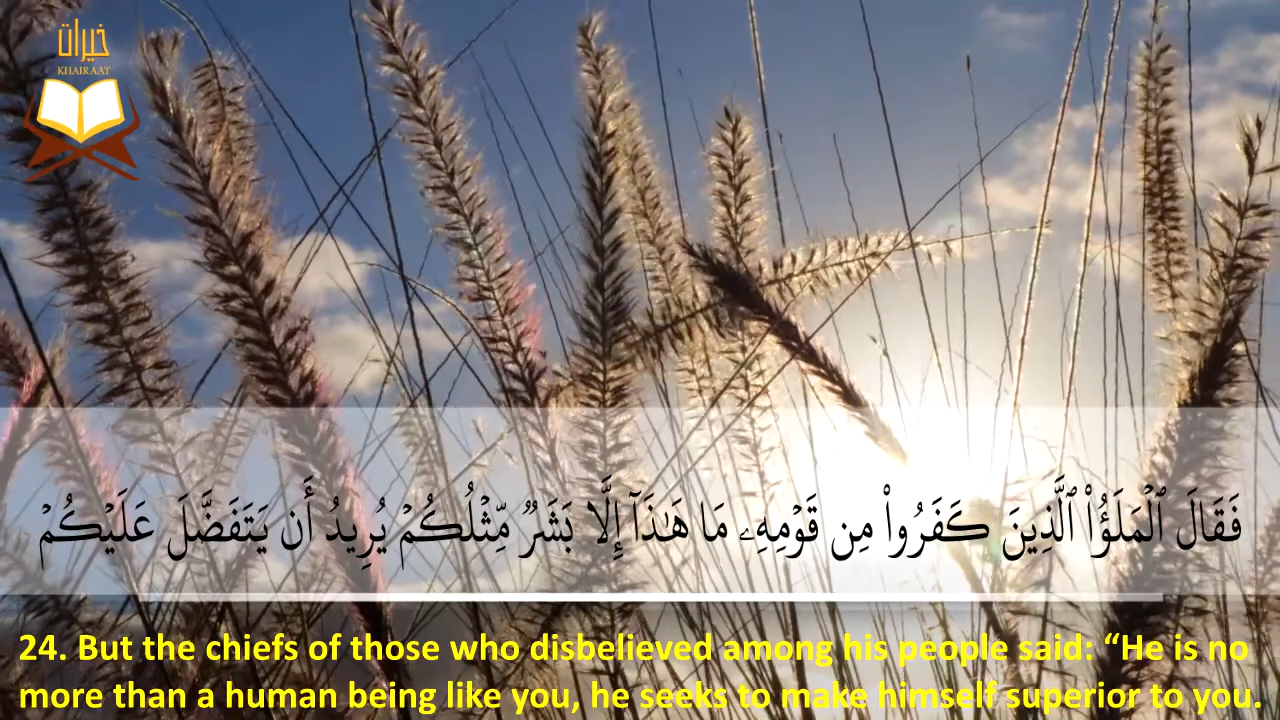 خيرات
KHAIRAAT
فَقَالَ ٱلْمَلَؤُا۟ ٱلَّذِينَ كَفَرُوا۟ مِن قَوْمِهِۦ مَا هَـٰذَآ إِلَّا بَشَرٌ مِّثْلُكُمْ يُرِيدُ أَن يَتَفَضَّلَ عَلَيْكُمْ
24. But the chiefs of those who disbelieved among his people said: “He is no
more than a human being like you, he seeks to make himself superior to you.